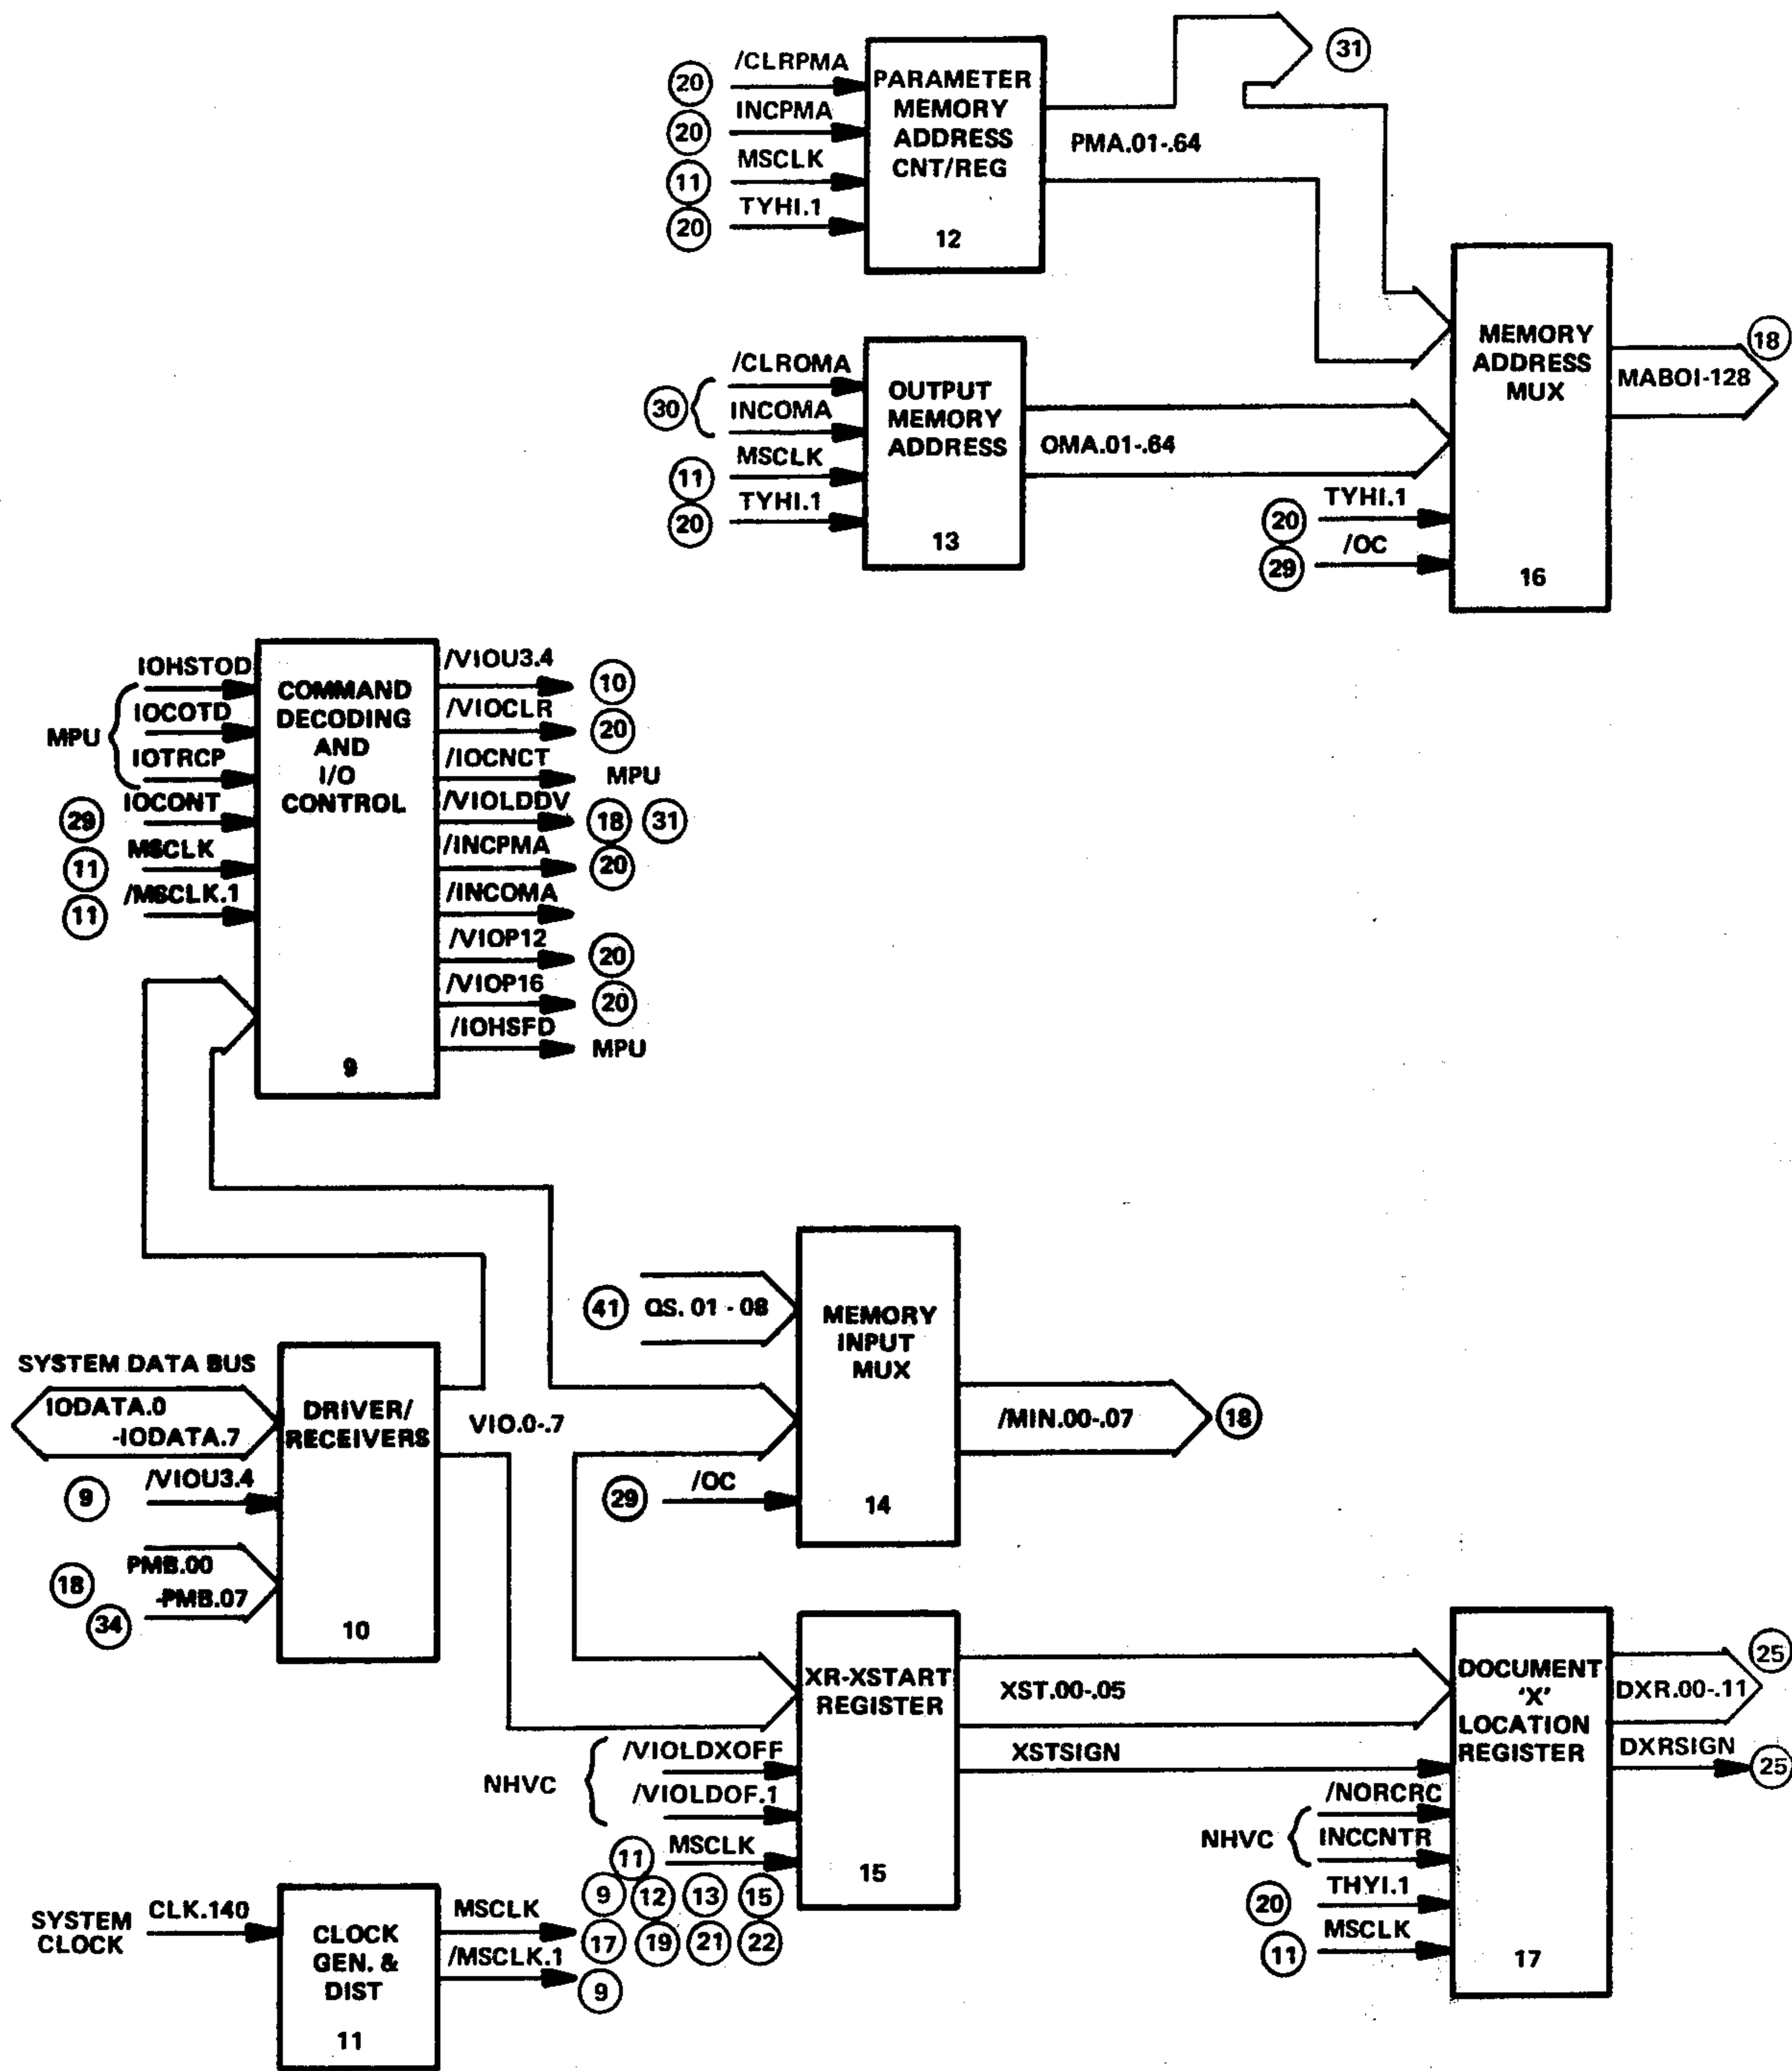 /CLRPMA
20
INCPMA
20
MSCLK
11
TYHI.1
20
PARAMETER
MEMORY
ADDRESS
CNT/REG
12
PMA.01-.64
31
/CLROMA
30
INCOMA
MSCLK
11
TYHI.1
20
OUTPUT
MEMORY
ADDRESS
13
OMA.01-.64
TYHI.1
20
/OC
29
MEMORY
ADDRESS
MUX
16
18
MABOI-128
MPU
IOHSTOD
IOCOTD
IOTRCP
IOCONT
29
MSCLK
11
/MSCLK.1
11
COMMAND
DECODING
AND
I/O
CONTROL
9
/VIOU3.4
10
/VIOCLR
20
/IOCNCT
MPU
/VIOLDDV
18 31
/INCPMA
20
/INCOMA
/VIOP12
20
/VIOP16
20
/IOHSFD
MPU
SYSTEM DATA BUS
IODATA.0
-IODATA.7
/VIOU3.4
9
PMB.00
-PMB.07
18
34
DRIVER/
RECEIVERS
10
VIO.0-.7
41 QS. 01 - 08
/OC
29
MEMORY
INPUT
MUX
14
/MIN.00-.07
18
NHVC
/VIOLDXOFF
/VIOLDOF.1
MSCLK
11
XR-XSTART
REGISTER
15
XST.00-.05
XSTSIGN
NHVC
/NORCRC
INCCNTR
THYI.1
20
MSCLK
11
DOCUMENT
'X'
LOCATION
REGISTER
17
25
DXR.00-.11
DXRSIGN
25
SYSTEM
CLOCK
CLK.140
CLOCK
GEN. &
DIST
11
MSCLK
9 12 13 15
17 19 21 22
/MSCLK.1
9